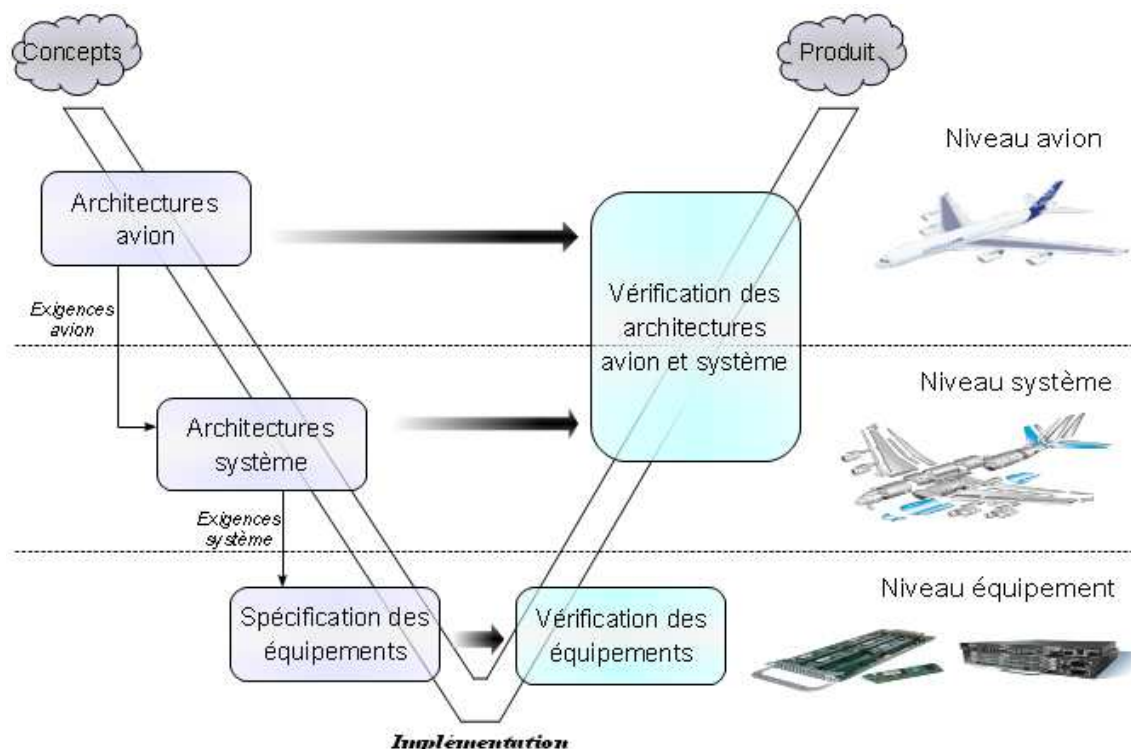 Concepts
Produit
Niveau avion
Architectures
avion
Exigences
avion
Vérification des
architectures
avion et système
Niveau système
Architectures
système
Exigences
système
Niveau équipement
Spécification des
équipements
Vérification des
équipements
Implémentation